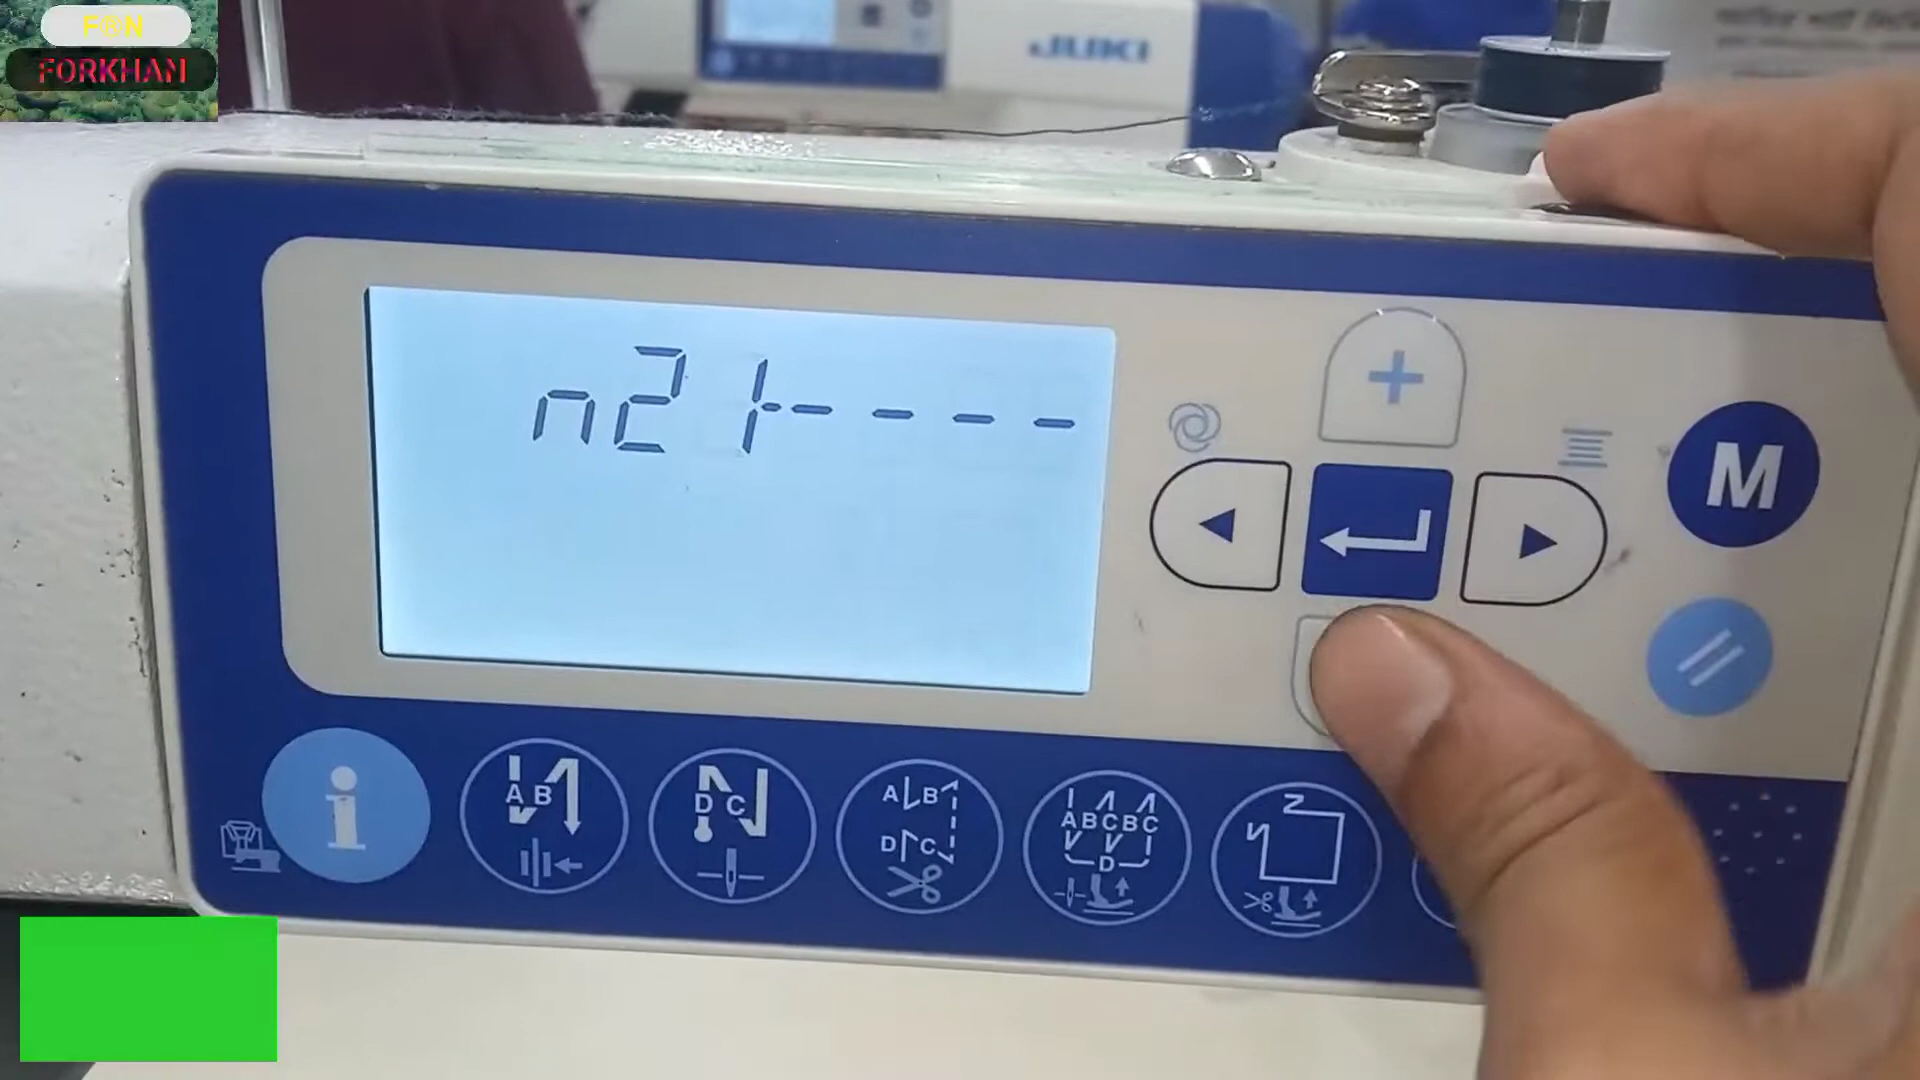 F®N
FORKHAN
JUKI
n21-----
M
i
A B
D C
A B
D C
ABCBC
D